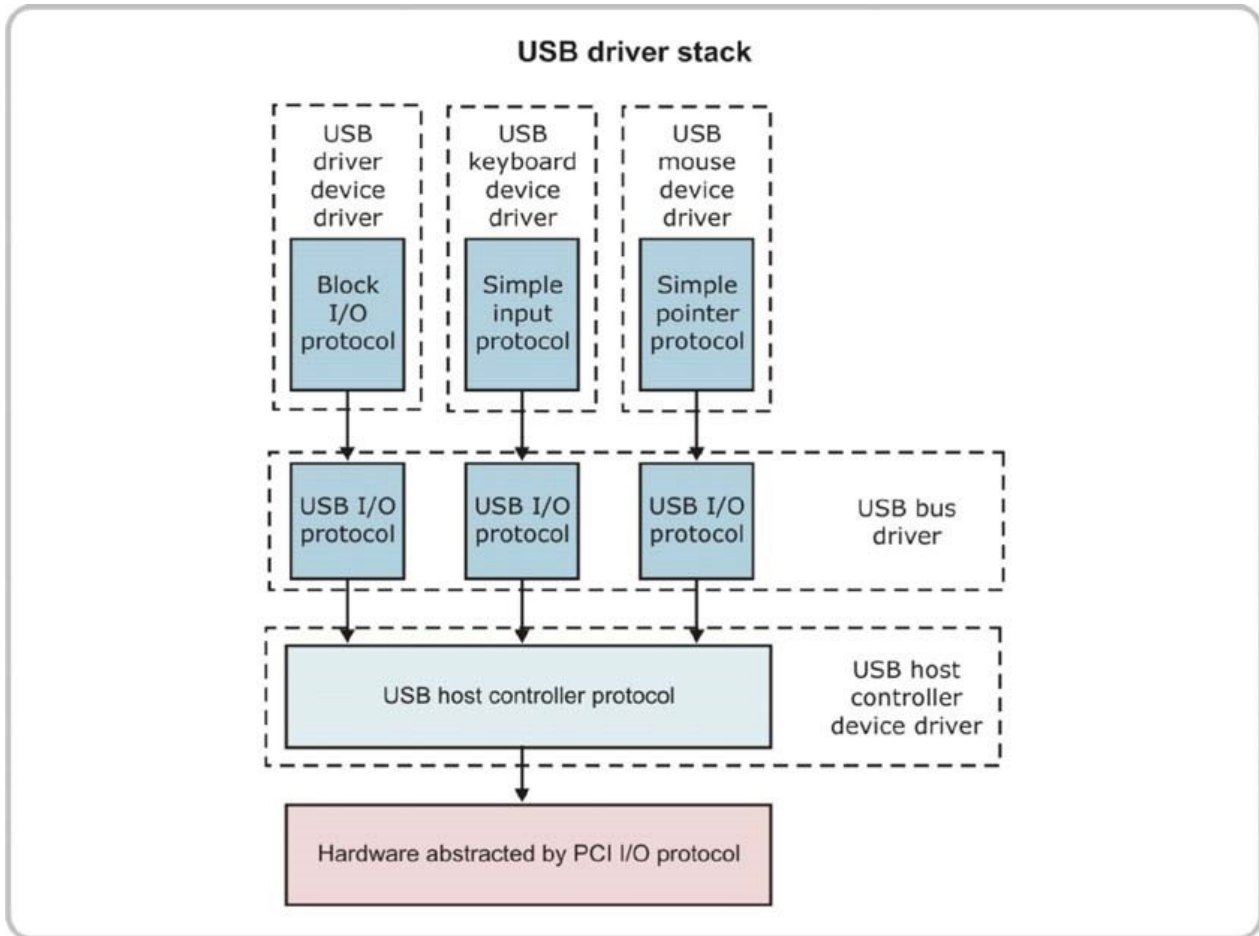 USB driver stack
USB
driver
device
driver
USB
keyboard
device
driver
USB
mouse
device
driver
Block
I/O
protocol
Simple
input
protocol
Simple
pointer
protocol
USB I/O
protocol
USB I/O
protocol
USB I/O
protocol
USB bus
driver
USB host controller protocol
USB host
controller
device driver
Hardware abstracted by PCI I/O protocol